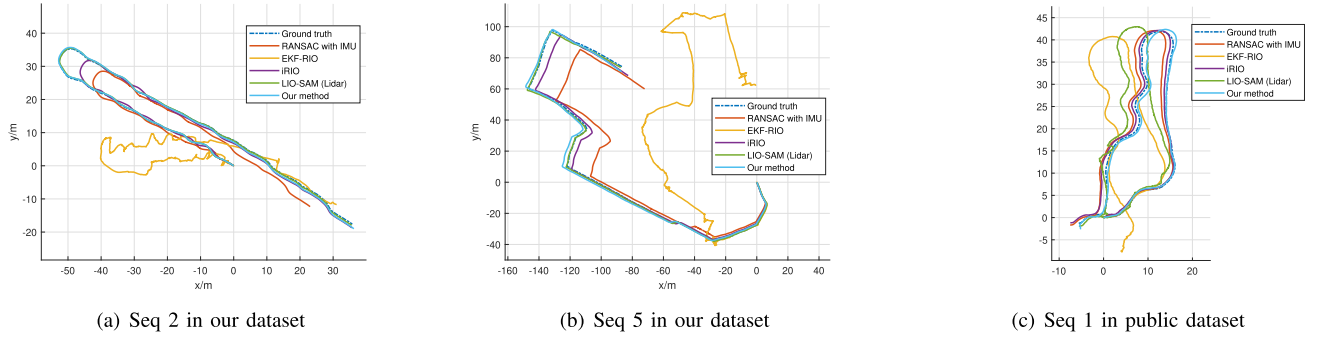 40
30
20
10
0
-10
-20
y/m
-50 -40 -30 -20 -10 0 10 20 30
x/m
Ground truth
RANSAC with IMU
EKF-RIO
iRIO
LIO-SAM (Lidar)
Our method
(a) Seq 2 in our dataset
100
80
60
40
20
0
-20
-40
y/m
-160 -140 -120 -100 -80 -60 -40 -20 0 20 40
x/m
Ground truth
RANSAC with IMU
EKF-RIO
iRIO
LIO-SAM (Lidar)
Our method
(b) Seq 5 in our dataset
45
40
35
30
25
20
15
10
5
0
-5
-10 0 10 20
Ground truth
RANSAC with IMU
EKF-RIO
iRIO
LIO-SAM (Lidar)
Our method
(c) Seq 1 in public dataset